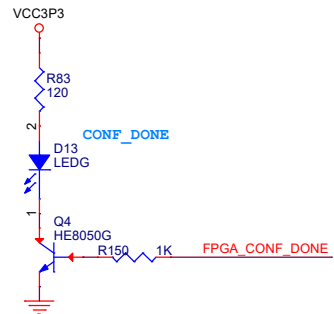 VCC3P3
R83
120
2
CONF_DONE
D13
LEDG
1
Q4
HE8050G
R150 1K
FPGA_CONF_DONE